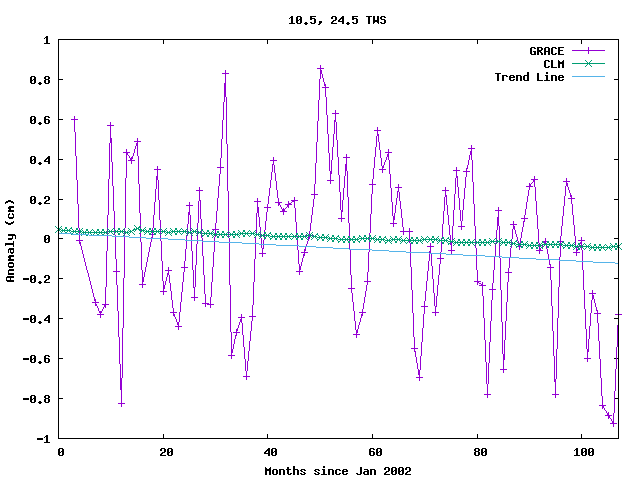 10.5, 24.5 TWS
GRACE
CLM
Trend Line
1
0.8
0.6
0.4
0.2
0
-0.2
-0.4
-0.6
-0.8
-1
Anomaly (cm)
0 20 40 60 80 100
Months since Jan 2002